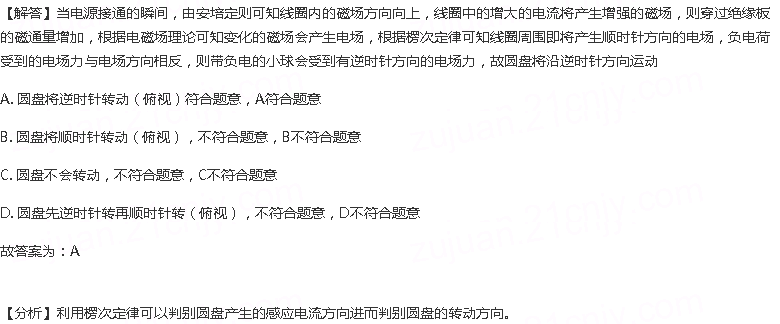 【解答】当电源接通的瞬间，由安培定则可知线圈内的磁场方向向上，线圈中的增大的电流将产生增强的磁场，则穿过绝缘板
的磁通量增加，根据电磁场理论可知变化的磁场会产生电场，根据楞次定律可知线圈周围即将产生顺时针方向的电场，负电荷
受到的电场力与电场方向相反，则带负电的小球会受到有逆时针方向的电场力，故圆盘将沿逆时针方向运动
A. 圆盘将逆时针转动（俯视）符合题意，A符合题意
B. 圆盘将顺时针转动（俯视），不符合题意，B不符合题意
C. 圆盘不会转动，不符合题意，C不符合题意
D. 圆盘先逆时针转再顺时针转（俯视），不符合题意，D不符合题意
故答案为：A
【分析】利用楞次定律可以判别圆盘产生的感应电流方向进而判别圆盘的转动方向。
zujuan.21cnjy.com
zujuan.21cnjy.com